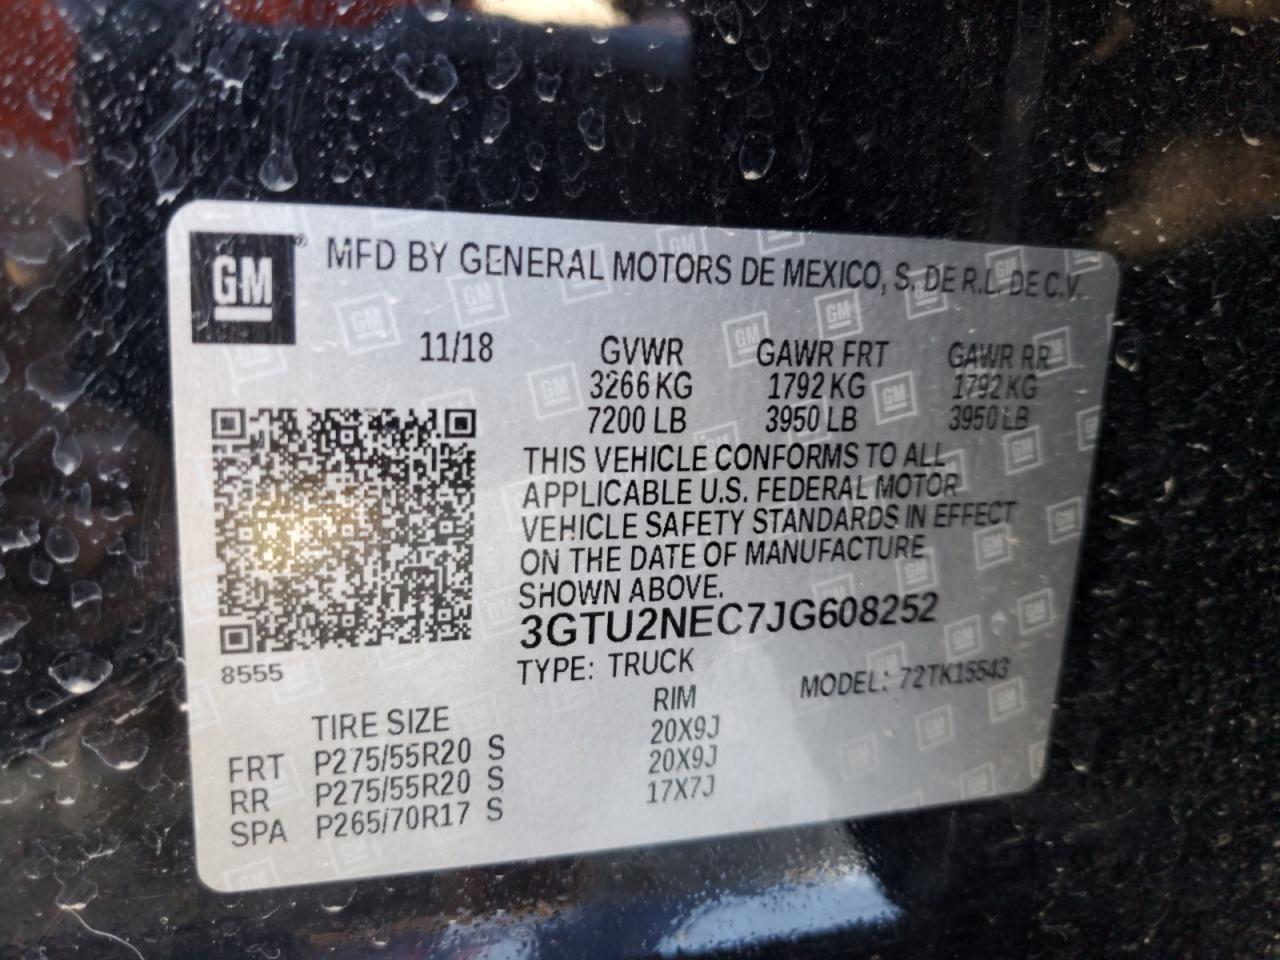 GM
MFD BY GENERAL MOTORS DE MEXICO, S. DE R.L. DE C.V.
11/18 GVWR GAWR FRT GAWR RR
3266 KG 1792 KG 1792 KG
7200 LB 3950 LB 3950 LB
THIS VEHICLE CONFORMS TO ALL
APPLICABLE U.S. FEDERAL MOTOR
VEHICLE SAFETY STANDARDS IN EFFECT
ON THE DATE OF MANUFACTURE
SHOWN ABOVE.
3GTU2NEC7JG608252
8555
TYPE: TRUCK MODEL: 72TK15543
TIRE SIZE RIM
FRT P275/55R20 S 20X9J
RR P275/55R20 S 20X9J
SPA P265/70R17 S 17X7J